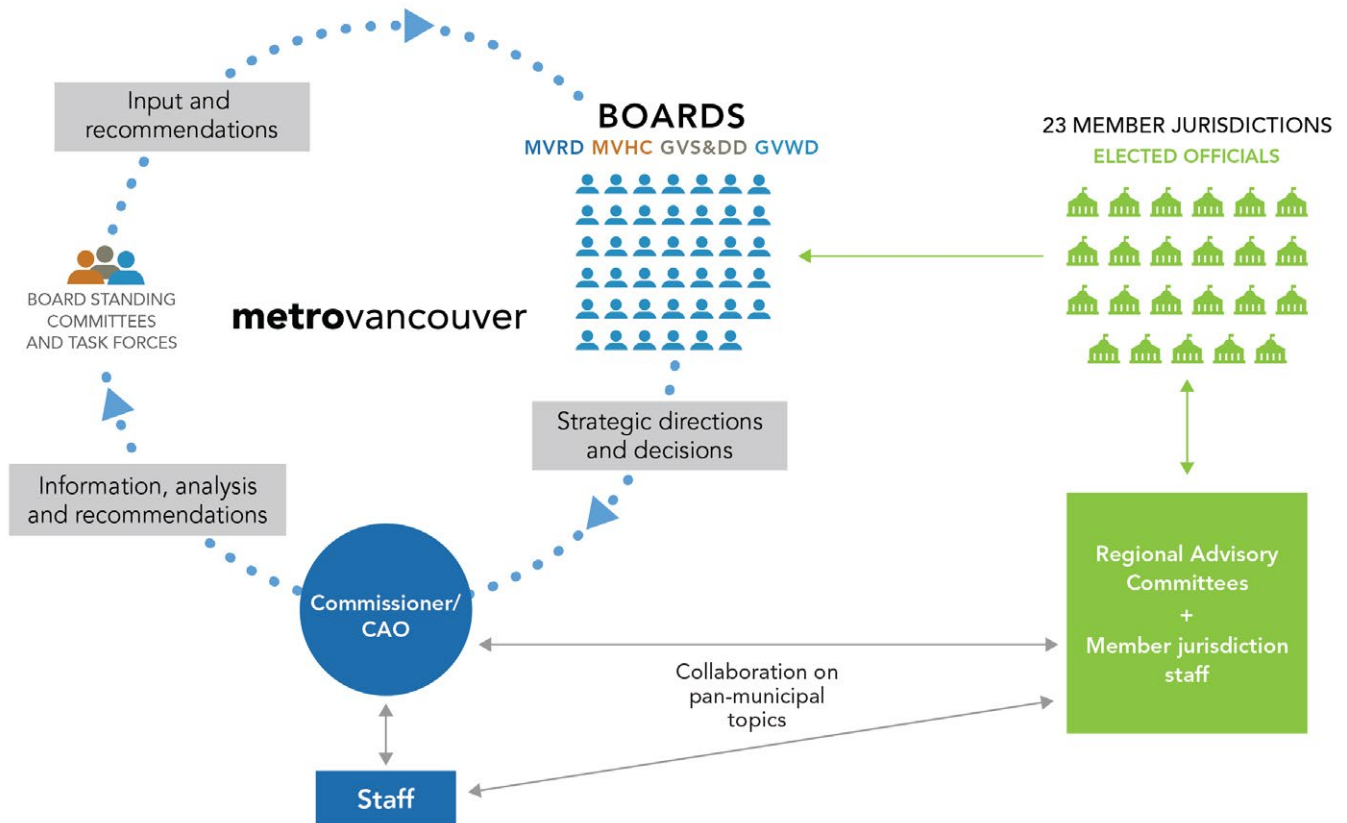 Input and
recommendations
BOARDS
MVRD MVHC GVS&DD GVWD
23 MEMBER JURISDICTIONS
ELECTED OFFICIALS
BOARD STANDING
COMMITTEES
AND TASK FORCES
metrovancouver
Strategic directions
and decisions
Information, analysis
and recommendations
Commissioner/
CAO
Regional Advisory
Committees
+
Member jurisdiction
staff
Collaboration on
pan-municipal
topics
Staff